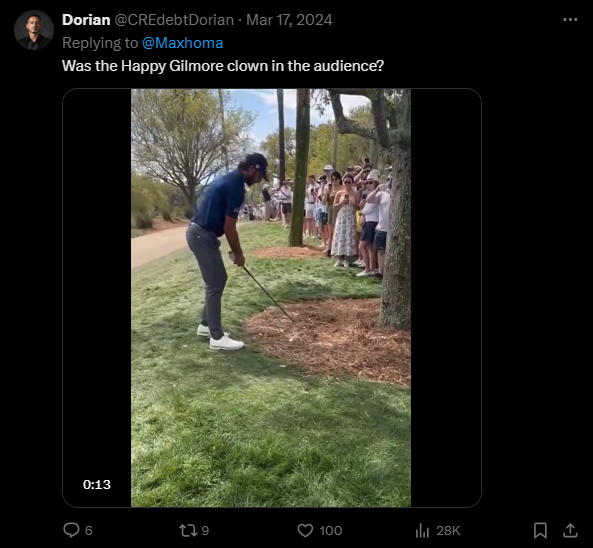 Dorian @CREdebtDorian · Mar 17, 2024
Replying to @Maxhoma
Was the Happy Gilmore clown in the audience?
0:13
6 9 100 28K